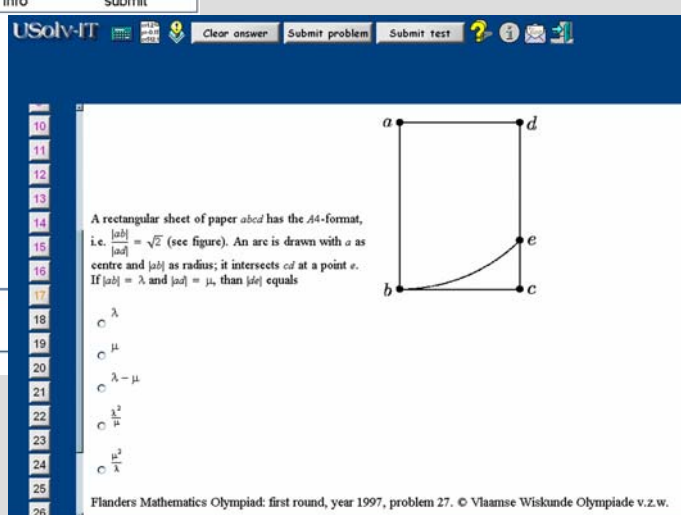 info submit
USolv-IT Clear answer Submit problem Submit test
10
11
12
13
14
15
16
17
18
19
20
21
22
23
24
25
26
a
d
e
b
c
A rectangular sheet of paper abcd has the A4-format,
i.e. |ab|/|ad| = √2 (see figure). An arc is drawn with a as
centre and |ab| as radius; it intersects cd at a point e.
If |ab| = λ and |ad| = μ, than |de| equals
λ
μ
λ − μ
λ²/μ
μ²/λ
Flanders Mathematics Olympiad: first round, year 1997, problem 27. © Vlaamse Wiskunde Olympiade v.z.w.